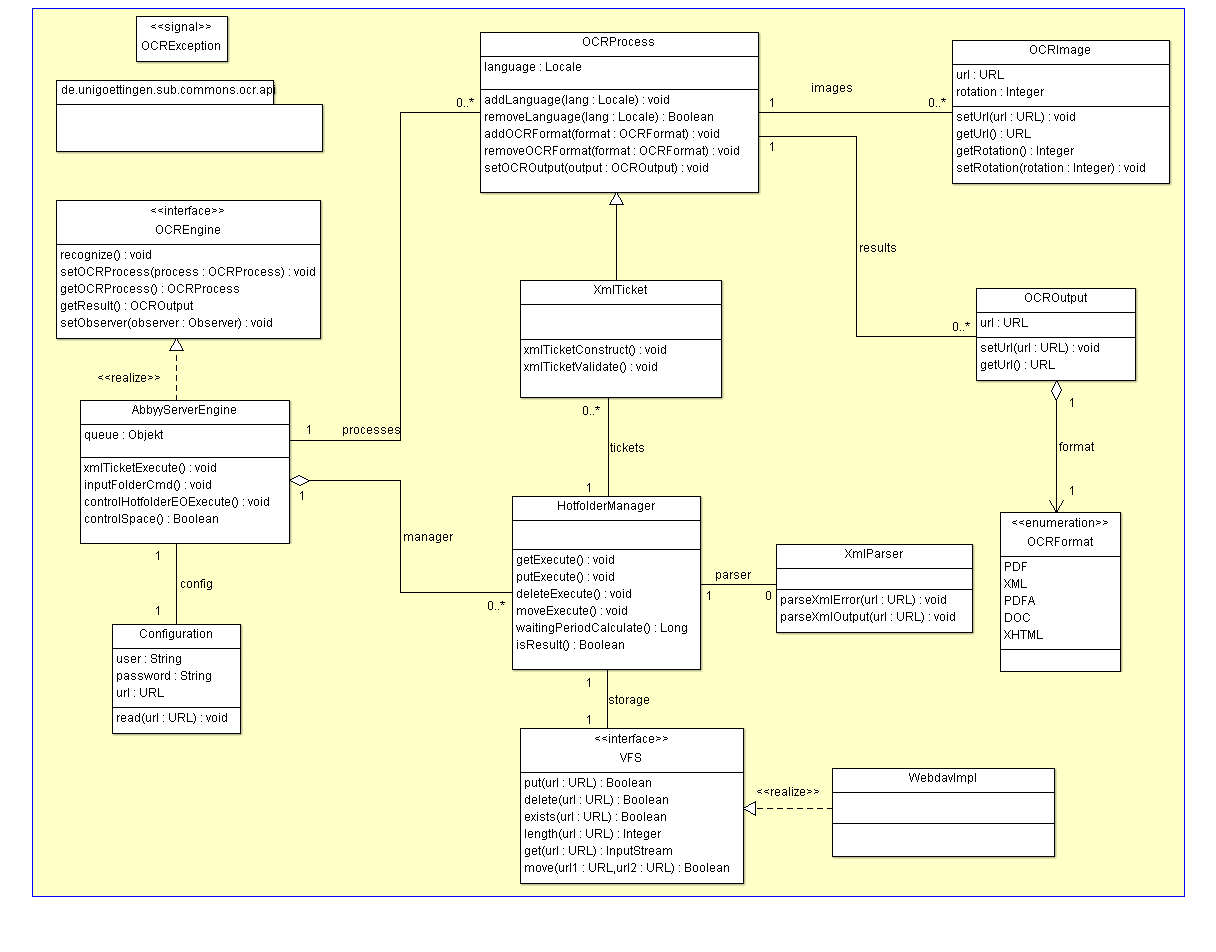 <<signal>>
OCRException
de.unigoettingen.sub.commons.ocr.api
OCRProcess
language : Locale
addLanguage(lang : Locale) : void
removeLanguage(lang : Locale) : Boolean
addOCRFormat(format : OCRFormat) : void
removeOCRFormat(format : OCRFormat) : void
setOCROutput(output : OCROutput) : void
0..*
1
images
0..*
1
OCRImage
url : URL
rotation : Integer
setUrl(url : URL) : void
getUrl() : URL
getRotation() : Integer
setRotation(rotation : Integer) : void
<<interface>>
OCREngine
recognize() : void
setOCRProcess(process : OCRProcess) : void
getOCRProcess() : OCRProcess
getResult() : OCROutput
setObserver(observer : Observer) : void
results
0..*
<<realize>>
XmlTicket
xmlTicketConstruct() : void
xmlTicketValidate() : void
OCROutput
url : URL
setUrl(url : URL) : void
getUrl() : URL
AbbyyServerEngine
queue : Objekt
xmlTicketExecute() : void
inputFolderCmd() : void
controlHotfolderEOExecute() : void
controlSpace() : Boolean
1
processes
1
manager
0..*
0..*
tickets
1
1
format
1
HotfolderManager
getExecute() : void
putExecute() : void
deleteExecute() : void
moveExecute() : void
waitingPeriodCalculate() : Long
isResult() : Boolean
parser
1
0
XmlParser
parseXmlError(url : URL) : void
parseXmlOutput(url : URL) : void
<<enumeration>>
OCRFormat
PDF
XML
PDFA
DOC
XHTML
1
config
1
Configuration
user : String
password : String
url : URL
read(url : URL) : void
1
storage
1
<<interface>>
VFS
put(url : URL) : Boolean
delete(url : URL) : Boolean
exists(url : URL) : Boolean
length(url : URL) : Integer
get(url : URL) : InputStream
move(url1 : URL,url2 : URL) : Boolean
<<realize>>
WebdavImpl